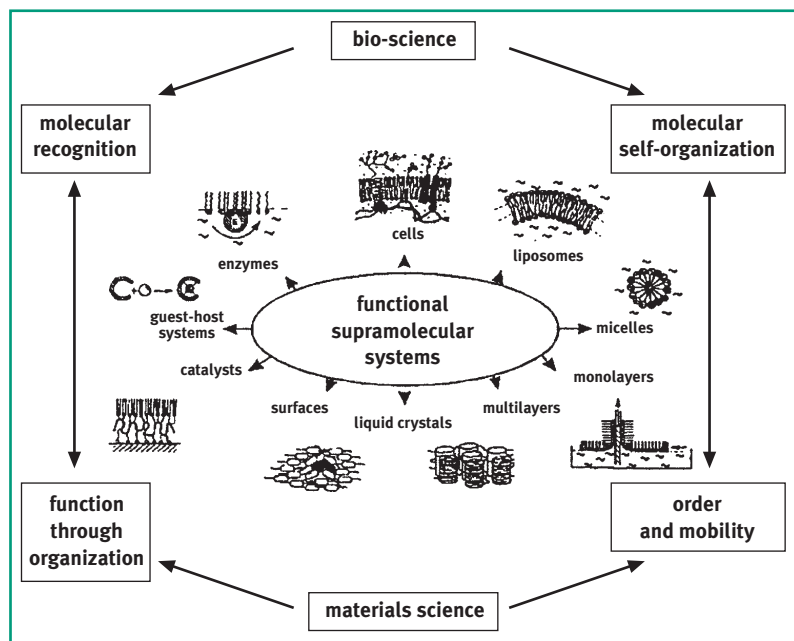 bio-science
molecular
recognition
molecular
self-organization
cells
enzymes
liposomes
guest-host
systems
functional
supramolecular
systems
micelles
catalysts
monolayers
surfaces
liquid crystals
multilayers
function
through
organization
order
and mobility
materials science